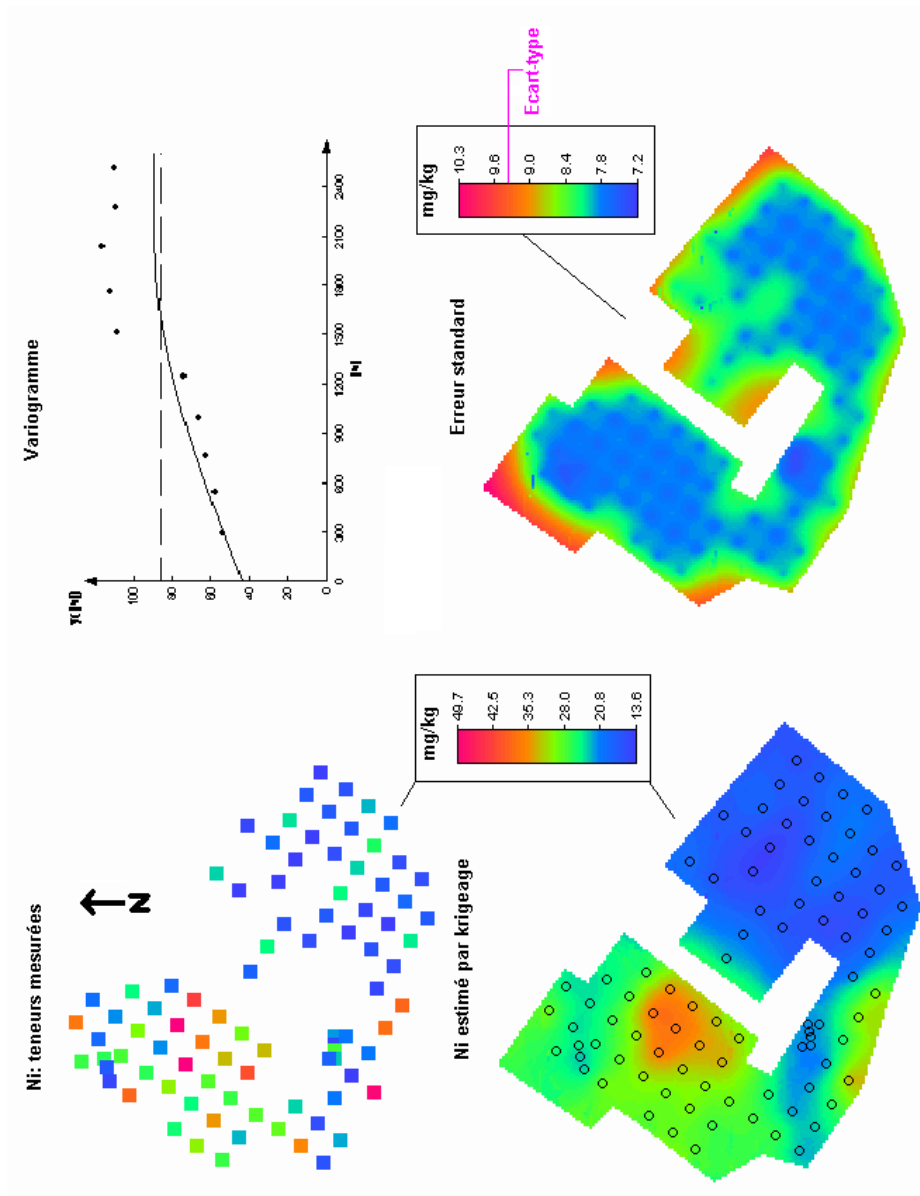 Ni: teneurs mesurées
N
Variogramme
γ(|h|)
100
80
60
40
20
0
0
300
600
900
1200
1500
1800
2100
2400
|h|
mg/kg
49.7
42.5
35.3
28.0
20.8
13.6
Ni estimé par krigeage
Erreur standard
mg/kg
10.3
9.6
9.0
8.4
7.8
7.2
Ecart-type